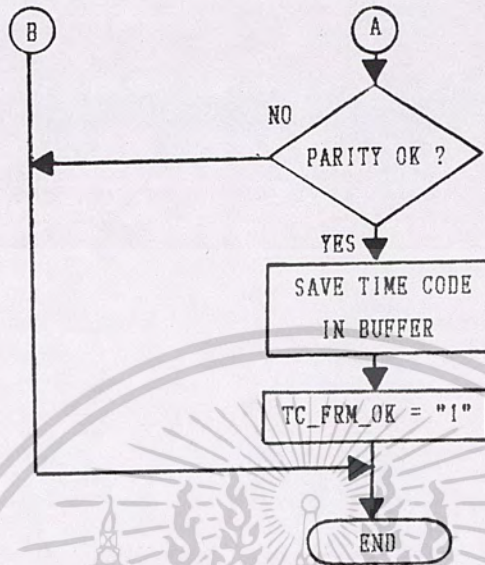 B
A
NO
PARITY OK ?
YES
SAVE TIME CODE
IN BUFFER
TC_FRM_OK = "1"
END